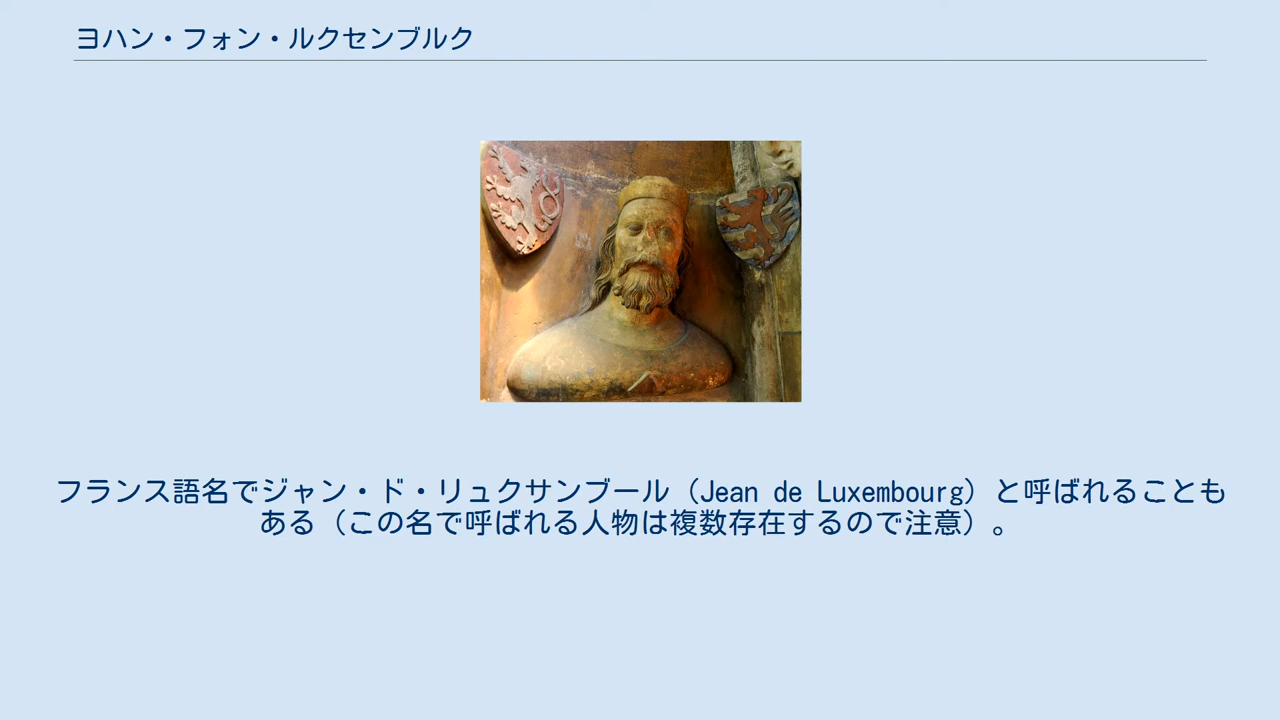 ヨハン・フォン・ルクセンブルク
フランス語名でジャン・ド・リュクサンブール（Jean de Luxembourg）と呼ばれることも
ある（この名で呼ばれる人物は複数存在するので注意）。